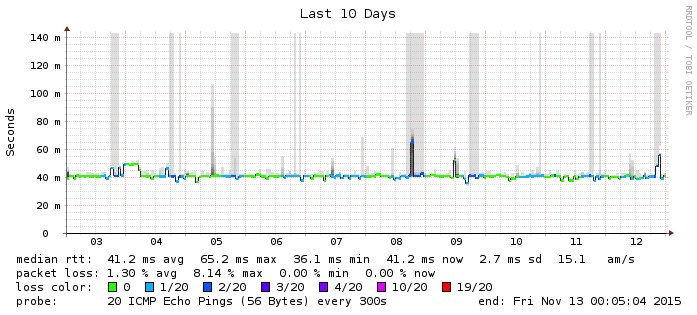 Last 10 Days
RRDTOOL / TOBI OETIKER
Seconds
140 m
120 m
100 m
80 m
60 m
40 m
20 m
0
03 04 05 06 07 08 09 10 11 12
median rtt: 41.2 ms avg 65.2 ms max 36.1 ms min 41.2 ms now 2.7 ms sd 15.1 am/s
packet loss: 1.30 % avg 8.14 % max 0.00 % min 0.00 % now
loss color: 0 1/20 2/20 3/20 4/20 10/20 19/20
probe: 20 ICMP Echo Pings (56 Bytes) every 300s end: Fri Nov 13 00:05:04 2015